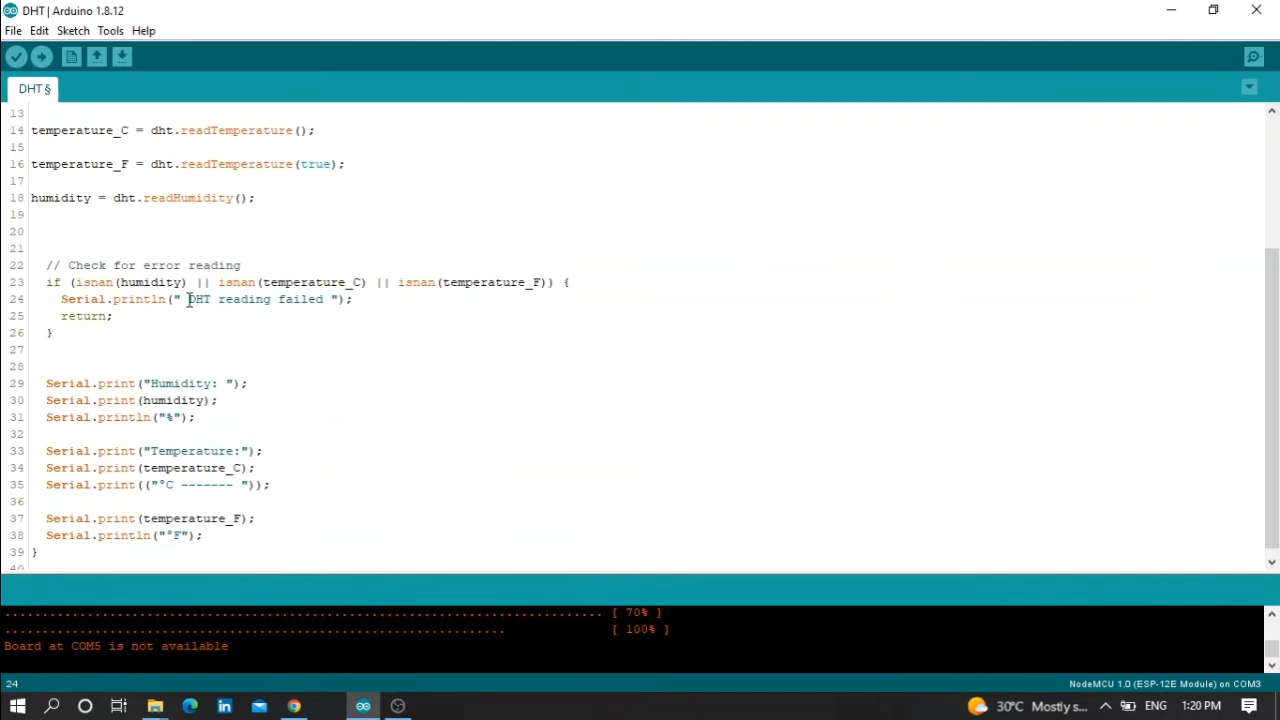 DHT | Arduino 1.8.12
File Edit Sketch Tools Help
DHT §
13
14 temperature_C = dht.readTemperature();
15
16 temperature_F = dht.readTemperature(true);
17
18 humidity = dht.readHumidity();
19
20
21
22 // Check for error reading
23 if (isnan(humidity) || isnan(temperature_C) || isnan(temperature_F)) {
24 Serial.println(" DHT reading failed ");
25 return;
26 }
27
28
29 Serial.print("Humidity: ");
30 Serial.print(humidity);
31 Serial.println("%");
32
33 Serial.print("Temperature:");
34 Serial.print(temperature_C);
35 Serial.print(("°C ------- "));
36
37 Serial.print(temperature_F);
38 Serial.println("°F");
39 }
40
................................................................................ [ 70% ]
................................................................... [ 100% ]
Board at COM5 is not available
24 NodeMCU 1.0 (ESP-12E Module) on COM3
30°C Mostly s... ENG 1:20 PM